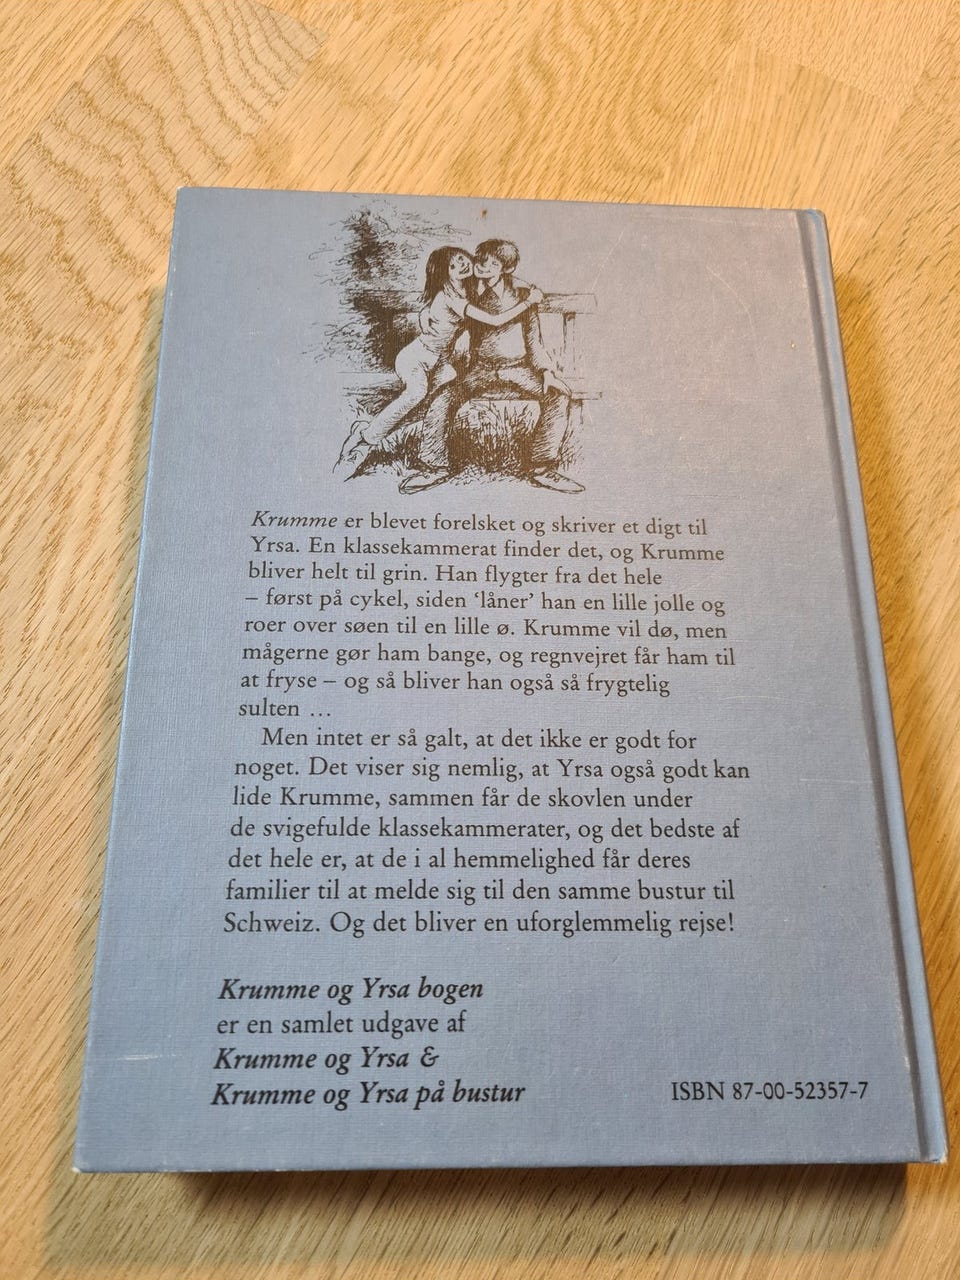 Krumme er blevet forelsket og skriver et digt til
Yrsa. En klassekammerat finder det, og Krumme
bliver helt til grin. Han flygter fra det hele
– først på cykel, siden ‘låner’ han en lille jolle og
roer over søen til en lille ø. Krumme vil dø, men
mågerne gør ham bange, og regnvejret får ham til
at fryse – og så bliver han også så frygtelig
sulten ...
Men intet er så galt, at det ikke er godt for
noget. Det viser sig nemlig, at Yrsa også godt kan
lide Krumme, sammen får de skovlen under
de svigefulde klassekammerater, og det bedste af
det hele er, at de i al hemmelighed får deres
familier til at melde sig til den samme bustur til
Schweiz. Og det bliver en uforglemmelig rejse!
Krumme og Yrsa bogen
er en samlet udgave af
Krumme og Yrsa &
Krumme og Yrsa på bustur
ISBN 87-00-52357-7